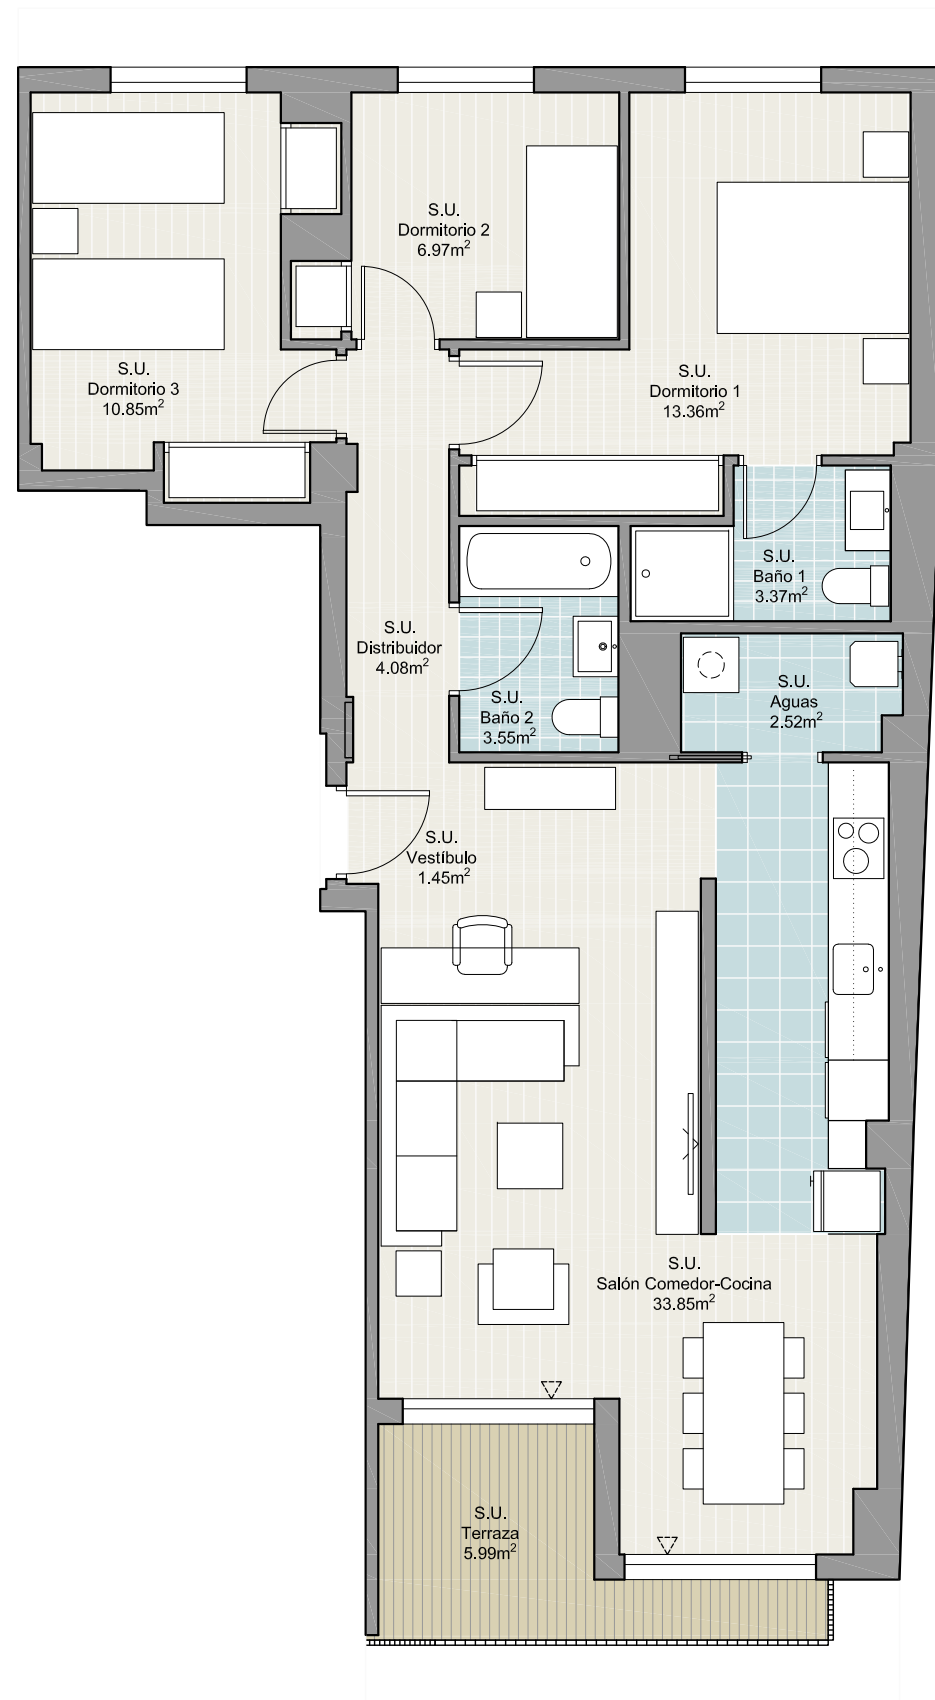 S.U.
Dormitorio 2
6.97m²
S.U.
Dormitorio 3
10.85m²
S.U.
Dormitorio 1
13.36m²
S.U.
Baño 1
3.37m²
S.U.
Distribuidor
4.08m²
S.U.
Baño 2
3.55m²
S.U.
Aguas
2.52m²
S.U.
Vestíbulo
1.45m²
S.U.
Salón Comedor-Cocina
33.85m²
S.U.
Terraza
5.99m²